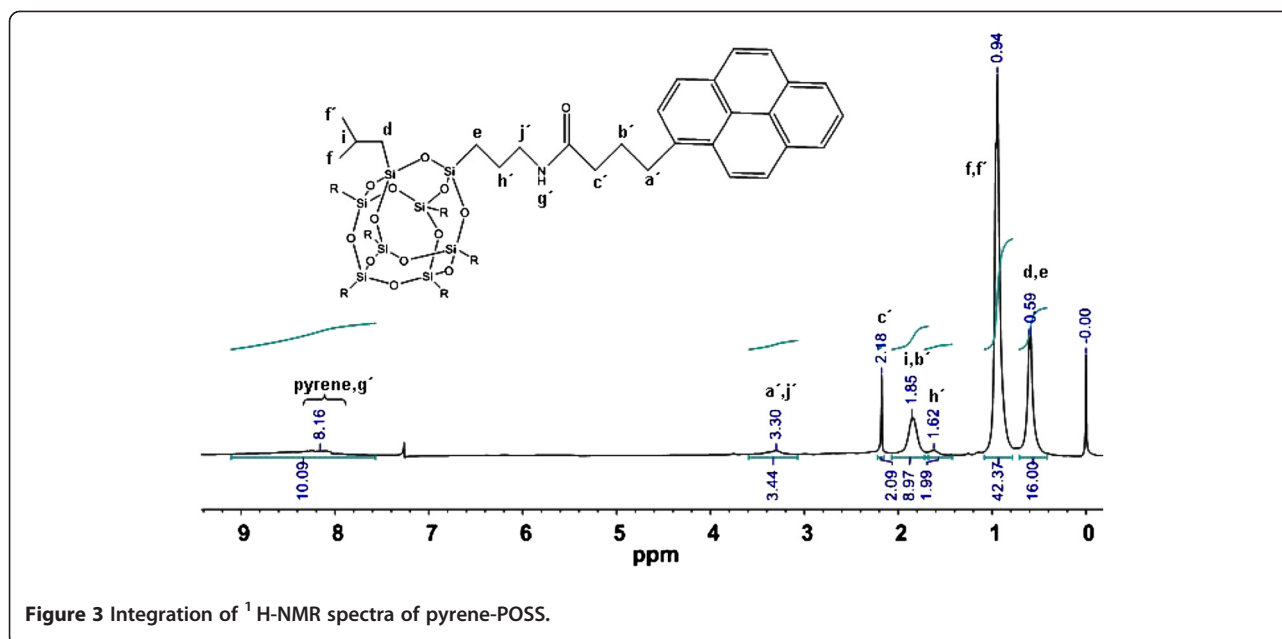 0.94
f´
d
i
f
O
e
j´
b´
h´
N
H
g´
c´
a´
O
Si
Si
O
O
O
R
O
Si
Si
R
O
O
O
R
O
Si
Si
R
O
O
O
Si
Si
O
R
R
f,f´
d,e
0.59
-0.00
c´
2.18
i,b´
1.85
h´
1.62
pyrene,g´
8.16
a´,j´
3.30
10.09
3.44
2.09
8.97
1.99
42.37
16.00
9 8 7 6 5 4 3 2 1 0
ppm
Figure 3 Integration of ¹ H-NMR spectra of pyrene-POSS.